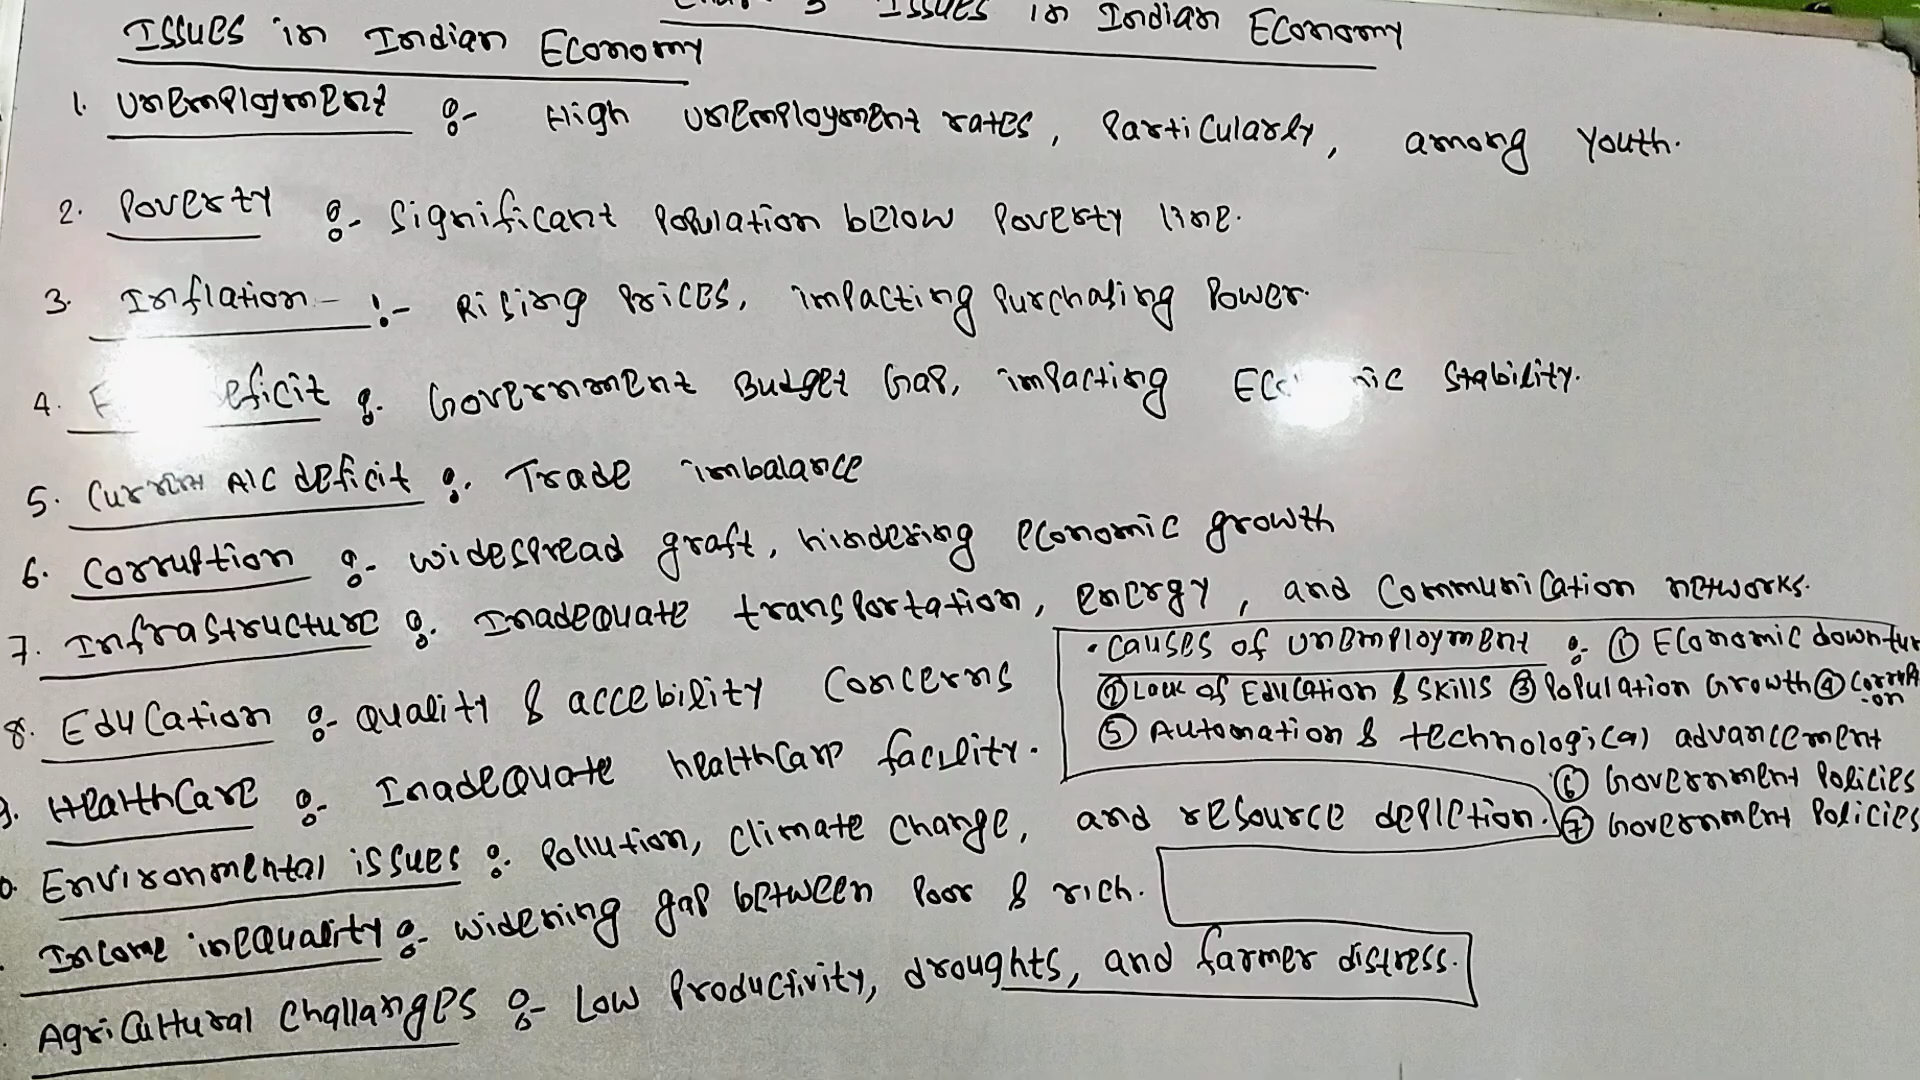 Issues in Indian Economy
3 Issues in Indian Economy
1. Unemployment :- High unemployment rates, Particularly, among Youth.
2. Poverty :- Significant Population below Poverty line.
3. Inflation - :- Rising Prices, impacting Purchasing Power.
4. eficit :- Government Budget Gap, impacting Stability.
5. Current A/C deficit :- Trade imbalance
6. Corruption :- widespread graft, hindering economic growth
7. Infrastructure :- Inadequate transportation, energy, and Communication networks.
8. Education :- quality & accebility Concerns
9. Healthcare :- Inadequate healthcare facility.
Environmental issues :- Pollution, climate change, and resource depletion.
Income inequality :- widening gap between Poor & rich.
Agricultural Challanges :- Low Productivity, droughts, and farmer distress.
• Causes of unemployment :- ① Economic downtur
② Lack of Education & Skills ③ Population Growth ④ Corrupt
-ion
⑤ Automation & technological advancement
⑥ Government Policies
⑦ Government Policies